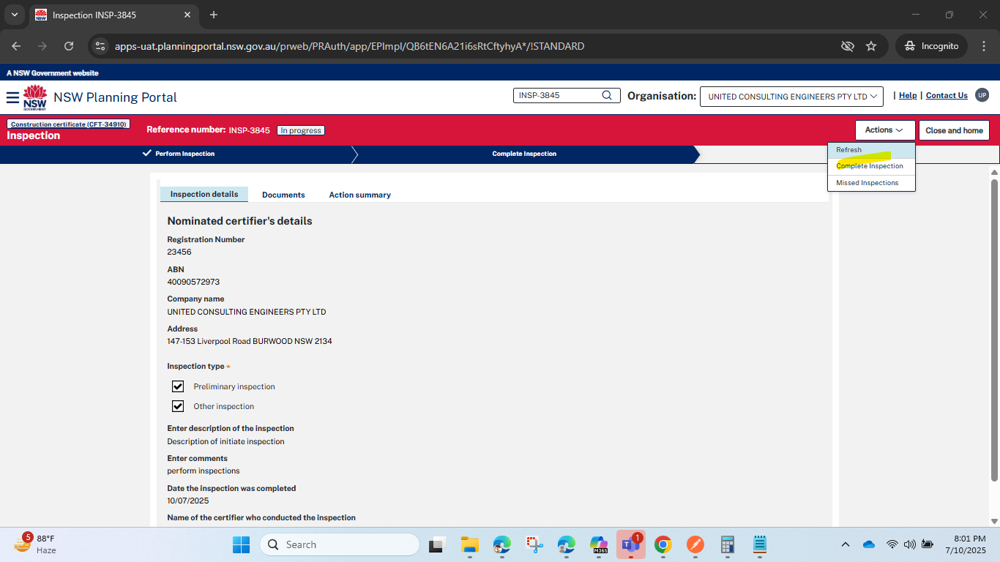 Inspection INSP-3845
apps-uat.planningportal.nsw.gov.au/prweb/PRAuth/app/EPImpl/QB6tEN6A21i6sRtCftyhyA*/!STANDARD
Incognito
A NSW Government website
NSW
GOVERNMENT
NSW Planning Portal
INSP-3845
Organisation:
UNITED CONSULTING ENGINEERS PTY LTD
| Help | Contact Us
UP
Construction certificate (CFT-34910)
Inspection
Reference number: INSP-3845
In progress
Actions
Close and home
Perform Inspection
Complete Inspection
Refresh
Complete Inspection
Missed Inspections
Inspection details
Documents
Action summary
Nominated certifier's details
Registration Number
23456
ABN
40090572973
Company name
UNITED CONSULTING ENGINEERS PTY LTD
Address
147-153 Liverpool Road BURWOOD NSW 2134
Inspection type *
Preliminary inspection
Other inspection
Enter description of the inspection
Description of initiate inspection
Enter comments
perform inspections
Date the inspection was completed
10/07/2025
Name of the certifier who conducted the inspection
5
88°F
Haze
Search
M365
1
8:01 PM
7/10/2025